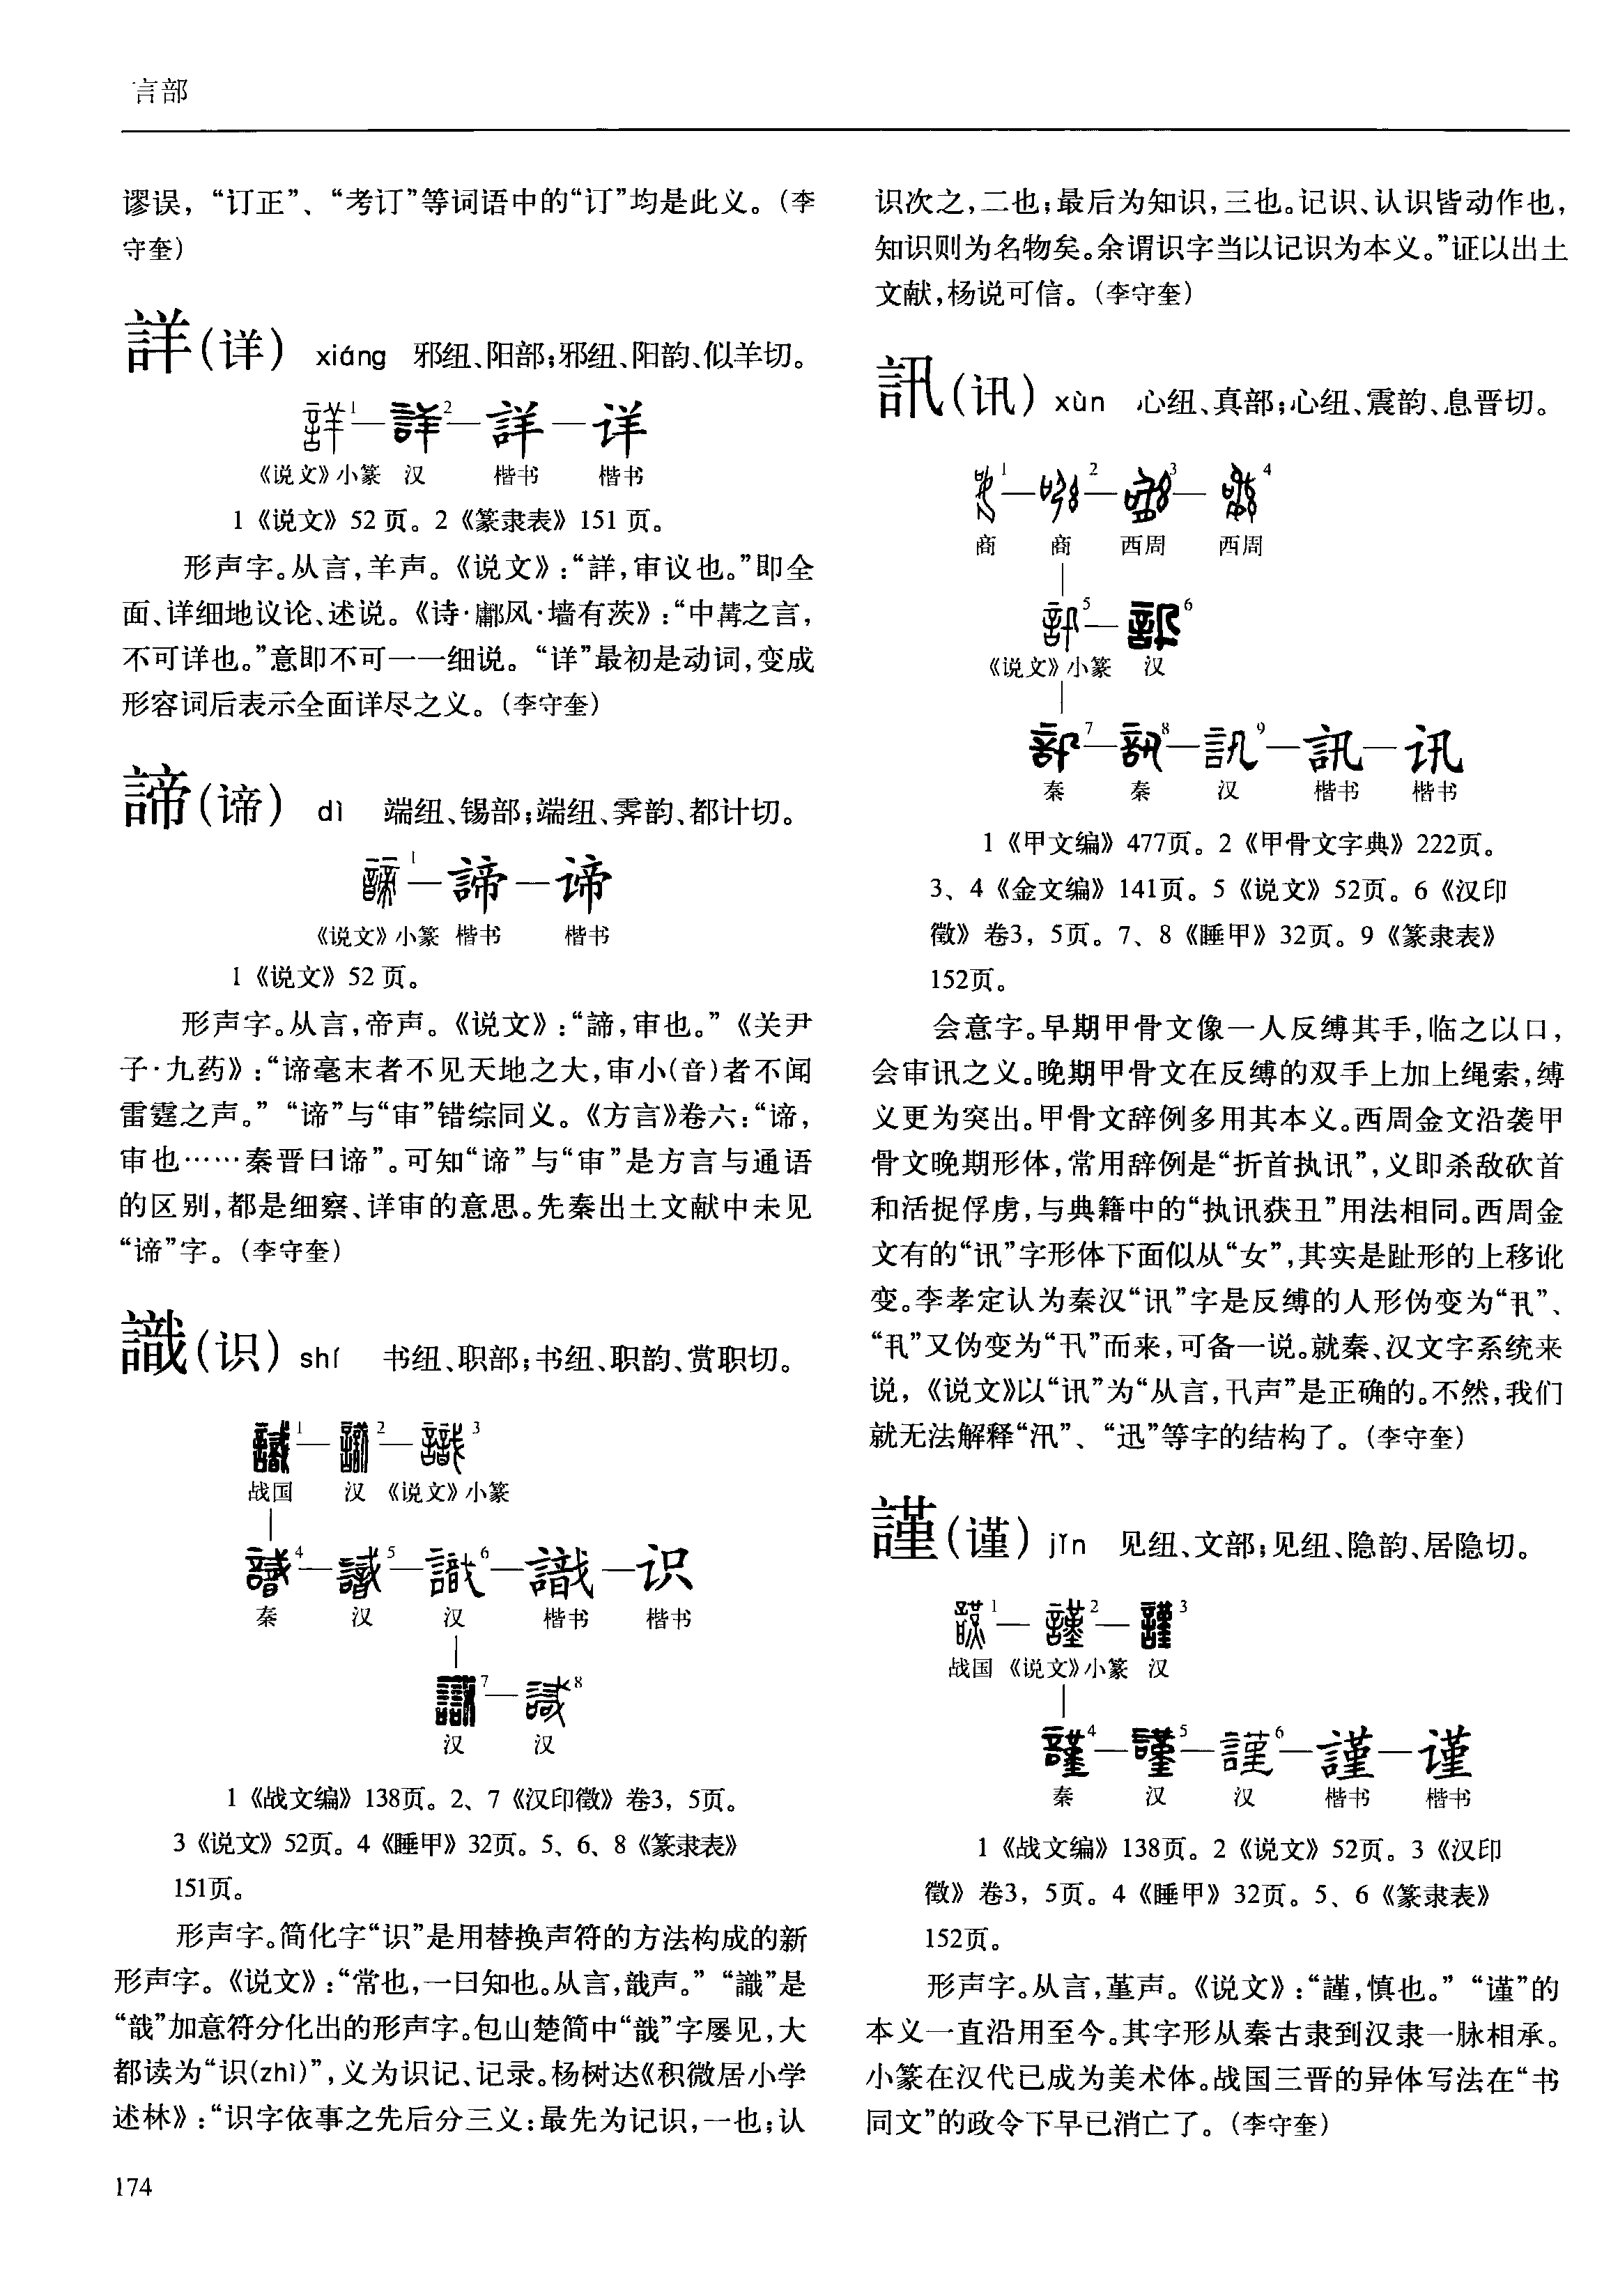 言部
谬误，“订正”、“考订”等词语中的“订”均是此义。（李
守奎）
詳（详） xiáng 邪纽、阳部；邪纽、阳韵、似羊切。
詳1—詳2—詳—详
《说文》小篆 汉 楷书 楷书
1《说文》52页。2《篆隶表》151页。
形声字。从言，羊声。《说文》：“詳，审议也。”即全
面、详细地议论、述说。《诗·鄘风·墙有茨》：“中冓之言，
不可详也。”意即不可一一细说。“详”最初是动词，变成
形容词后表示全面详尽之义。（李守奎）
諦（谛） dì 端纽、锡部；端纽、霁韵、都计切。
諦1—諦—谛
《说文》小篆 楷书 楷书
1《说文》52页。
形声字。从言，帝声。《说文》：“諦，审也。”《关尹
子·九药》：“谛毫末者不见天地之大，审小(音)者不闻
雷霆之声。”“谛”与“审”错综同义。《方言》卷六：“谛，
审也……秦晋曰谛”。可知“谛”与“审”是方言与通语
的区别，都是细察、详审的意思。先秦出土文献中未见
“谛”字。（李守奎）
識（识） shí 书纽、职部；书纽、职韵、赏职切。
識1—識2—識3
战国 汉 《说文》小篆
識4—識5—識6—識—识
秦 汉 汉 楷书 楷书
識7—識8
汉 汉
1《战文编》138页。2、7《汉印徵》卷3，5页。
3《说文》52页。4《睡甲》32页。5、6、8《篆隶表》
151页。
形声字。简化字“识”是用替换声符的方法构成的新
形声字。《说文》：“常也，一曰知也。从言，戠声。”“識”是
“戠”加意符分化出的形声字。包山楚简中“戠”字屡见，大
都读为“识(zhì)”，义为识记、记录。杨树达《积微居小学
述林》：“识字依事之先后分三义：最先为记识，一也；认
识次之，二也；最后为知识，三也。记识、认识皆动作也，
知识则为名物矣。余谓识字当以记识为本义。”证以出土
文献，杨说可信。（李守奎）
訊（讯） xùn 心纽、真部；心纽、震韵、息晋切。
1—2—3—4
商 商 西周 西周
訊5—訊6
《说文》小篆 汉
訊7—訊8—訊9—訊—讯
秦 秦 汉 楷书 楷书
1《甲文编》477页。2《甲骨文字典》222页。
3、4《金文编》141页。5《说文》52页。6《汉印
徵》卷3，5页。7、8《睡甲》32页。9《篆隶表》
152页。
会意字。早期甲骨文像一人反缚其手，临之以口，
会审讯之义。晚期甲骨文在反缚的双手上加上绳索，缚
义更为突出。甲骨文辞例多用其本义。西周金文沿袭甲
骨文晚期形体，常用辞例是“折首执讯”，义即杀敌砍首
和活捉俘虏，与典籍中的“执讯获丑”用法相同。西周金
文有的“讯”字形体下面似从“女”，其实是趾形的上移讹
变。李孝定认为秦汉“讯”字是反缚的人形伪变为“”、
“”又伪变为“卂”而来，可备一说。就秦、汉文字系统来
说，《说文》以“讯”为“从言，卂声”是正确的。不然，我们
就无法解释“汛”、“迅”等字的结构了。（李守奎）
謹（谨） jǐn 见纽、文部；见纽、隐韵、居隐切。
謹1—謹2—謹3
战国 《说文》小篆 汉
謹4—謹5—謹6—謹—谨
秦 汉 汉 楷书 楷书
1《战文编》138页。2《说文》52页。3《汉印
徵》卷3，5页。4《睡甲》32页。5、6《篆隶表》
152页。
形声字。从言，堇声。《说文》：“謹，慎也。”“谨”的
本义一直沿用至今。其字形从秦古隶到汉隶一脉相承。
小篆在汉代已成为美术体。战国三晋的异体写法在“书
同文”的政令下早已消亡了。（李守奎）
174